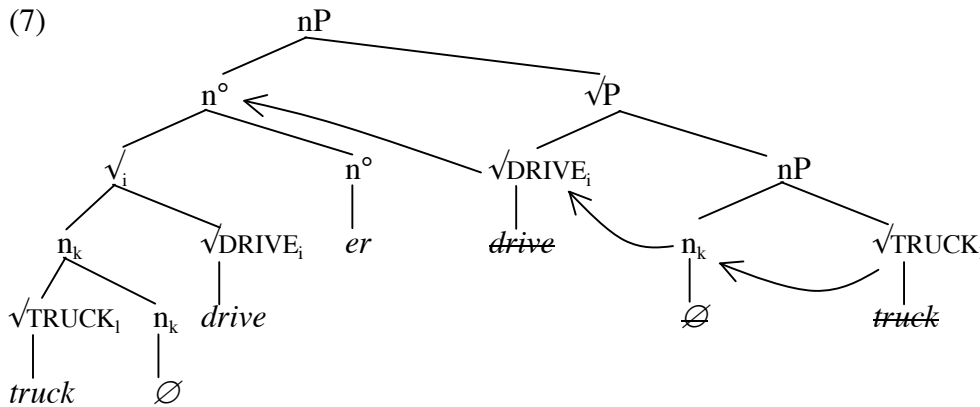 (7)
nP
n° √P
√i n° √DRIVEi nP
nk √DRIVEi er drive nk √TRUCK
√TRUCKl nk drive ∅ truck
truck ∅